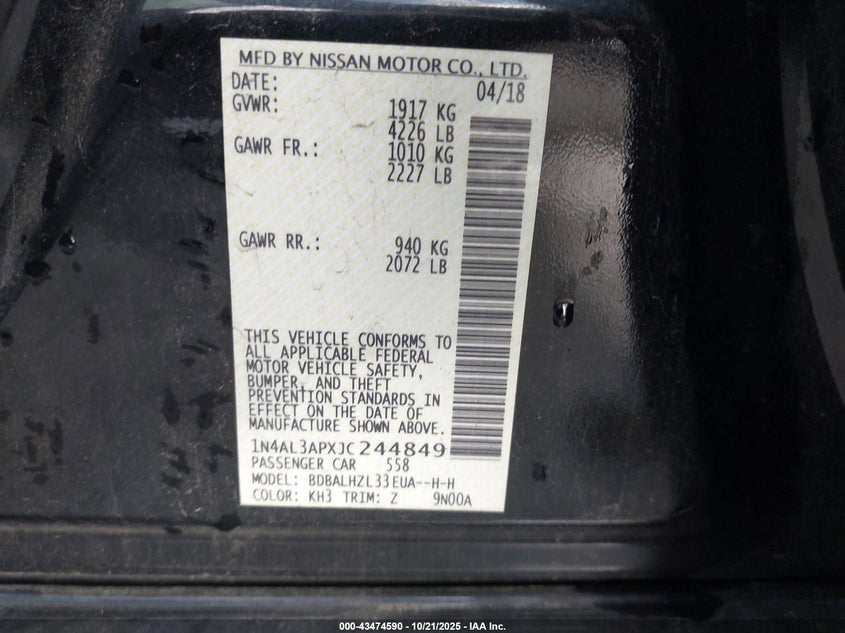 MFD BY NISSAN MOTOR CO., LTD.
DATE: 04/18
GVWR: 1917 KG
4226 LB
GAWR FR.: 1010 KG
2227 LB
GAWR RR.: 940 KG
2072 LB
THIS VEHICLE CONFORMS TO
ALL APPLICABLE FEDERAL
MOTOR VEHICLE SAFETY,
BUMPER, AND THEFT
PREVENTION STANDARDS IN
EFFECT ON THE DATE OF
MANUFACTURE SHOWN ABOVE.
1N4AL3APXJC244849
PASSENGER CAR 558
MODEL: BDBALHZL33EUA--H-H
COLOR: KH3 TRIM: Z 9N00A
000-43474590 - 10/21/2025 - IAA Inc.